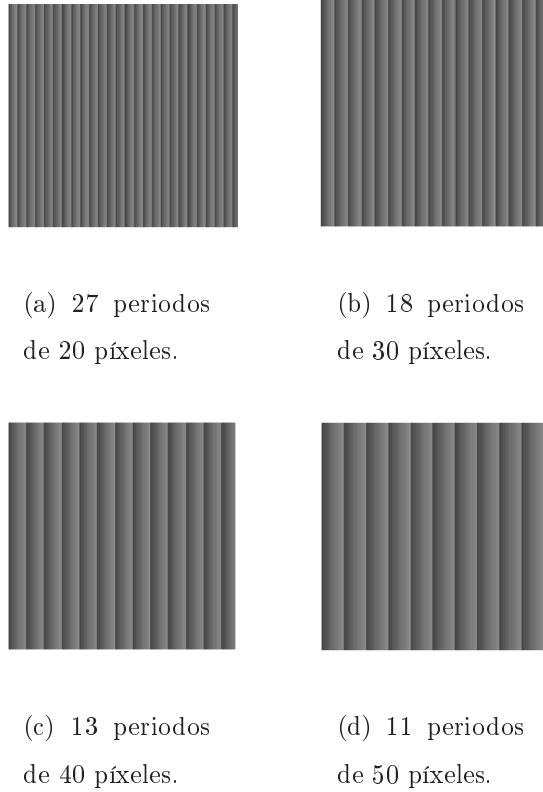 (a) 27 periodos
de 20 píxeles.
(b) 18 periodos
de 30 píxeles.
(c) 13 periodos
de 40 píxeles.
(d) 11 periodos
de 50 píxeles.